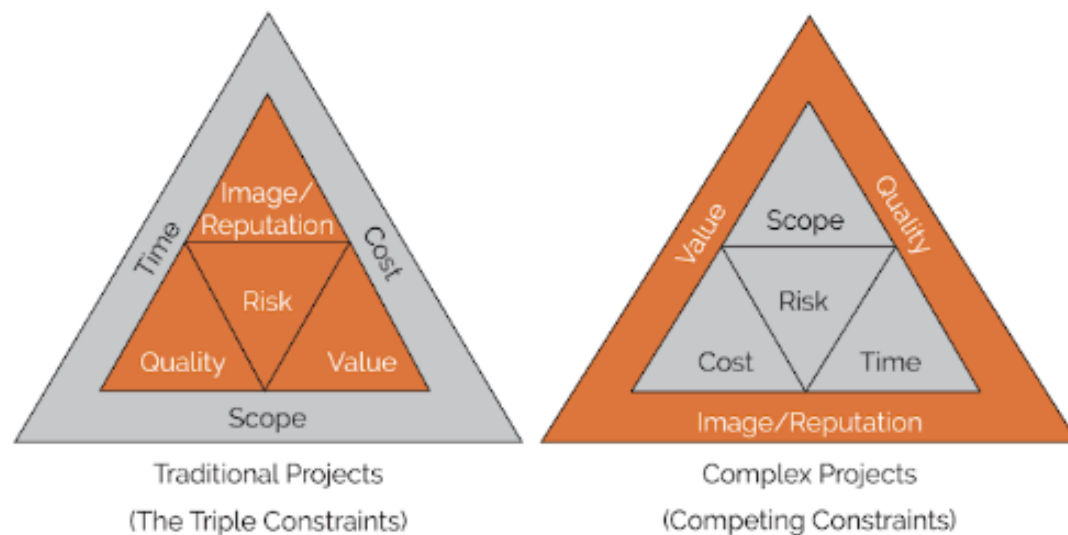 Image/
Reputation
Time
Cost
Risk
Quality
Value
Scope
Traditional Projects
(The Triple Constraints)
Value
Quality
Scope
Risk
Cost
Time
Image/Reputation
Complex Projects
(Competing Constraints)